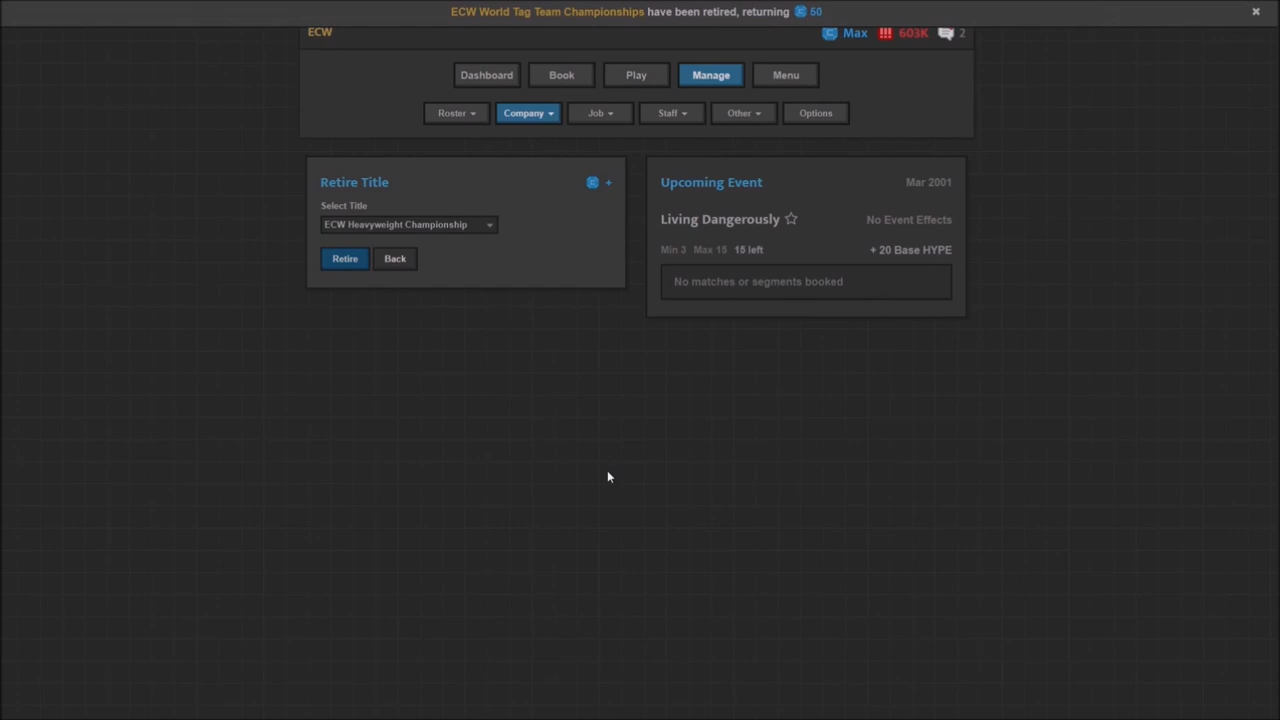 ECW World Tag Team Championships have been retired, returning 50
ECW
Max 603K 2
Dashboard Book Play Manage Menu
Roster Company Job Staff Other Options
Retire Title +
Select Title
ECW Heavyweight Championship
Retire Back
Upcoming Event Mar 2001
Living Dangerously No Event Effects
Min 3 Max 15 15 left + 20 Base HYPE
No matches or segments booked